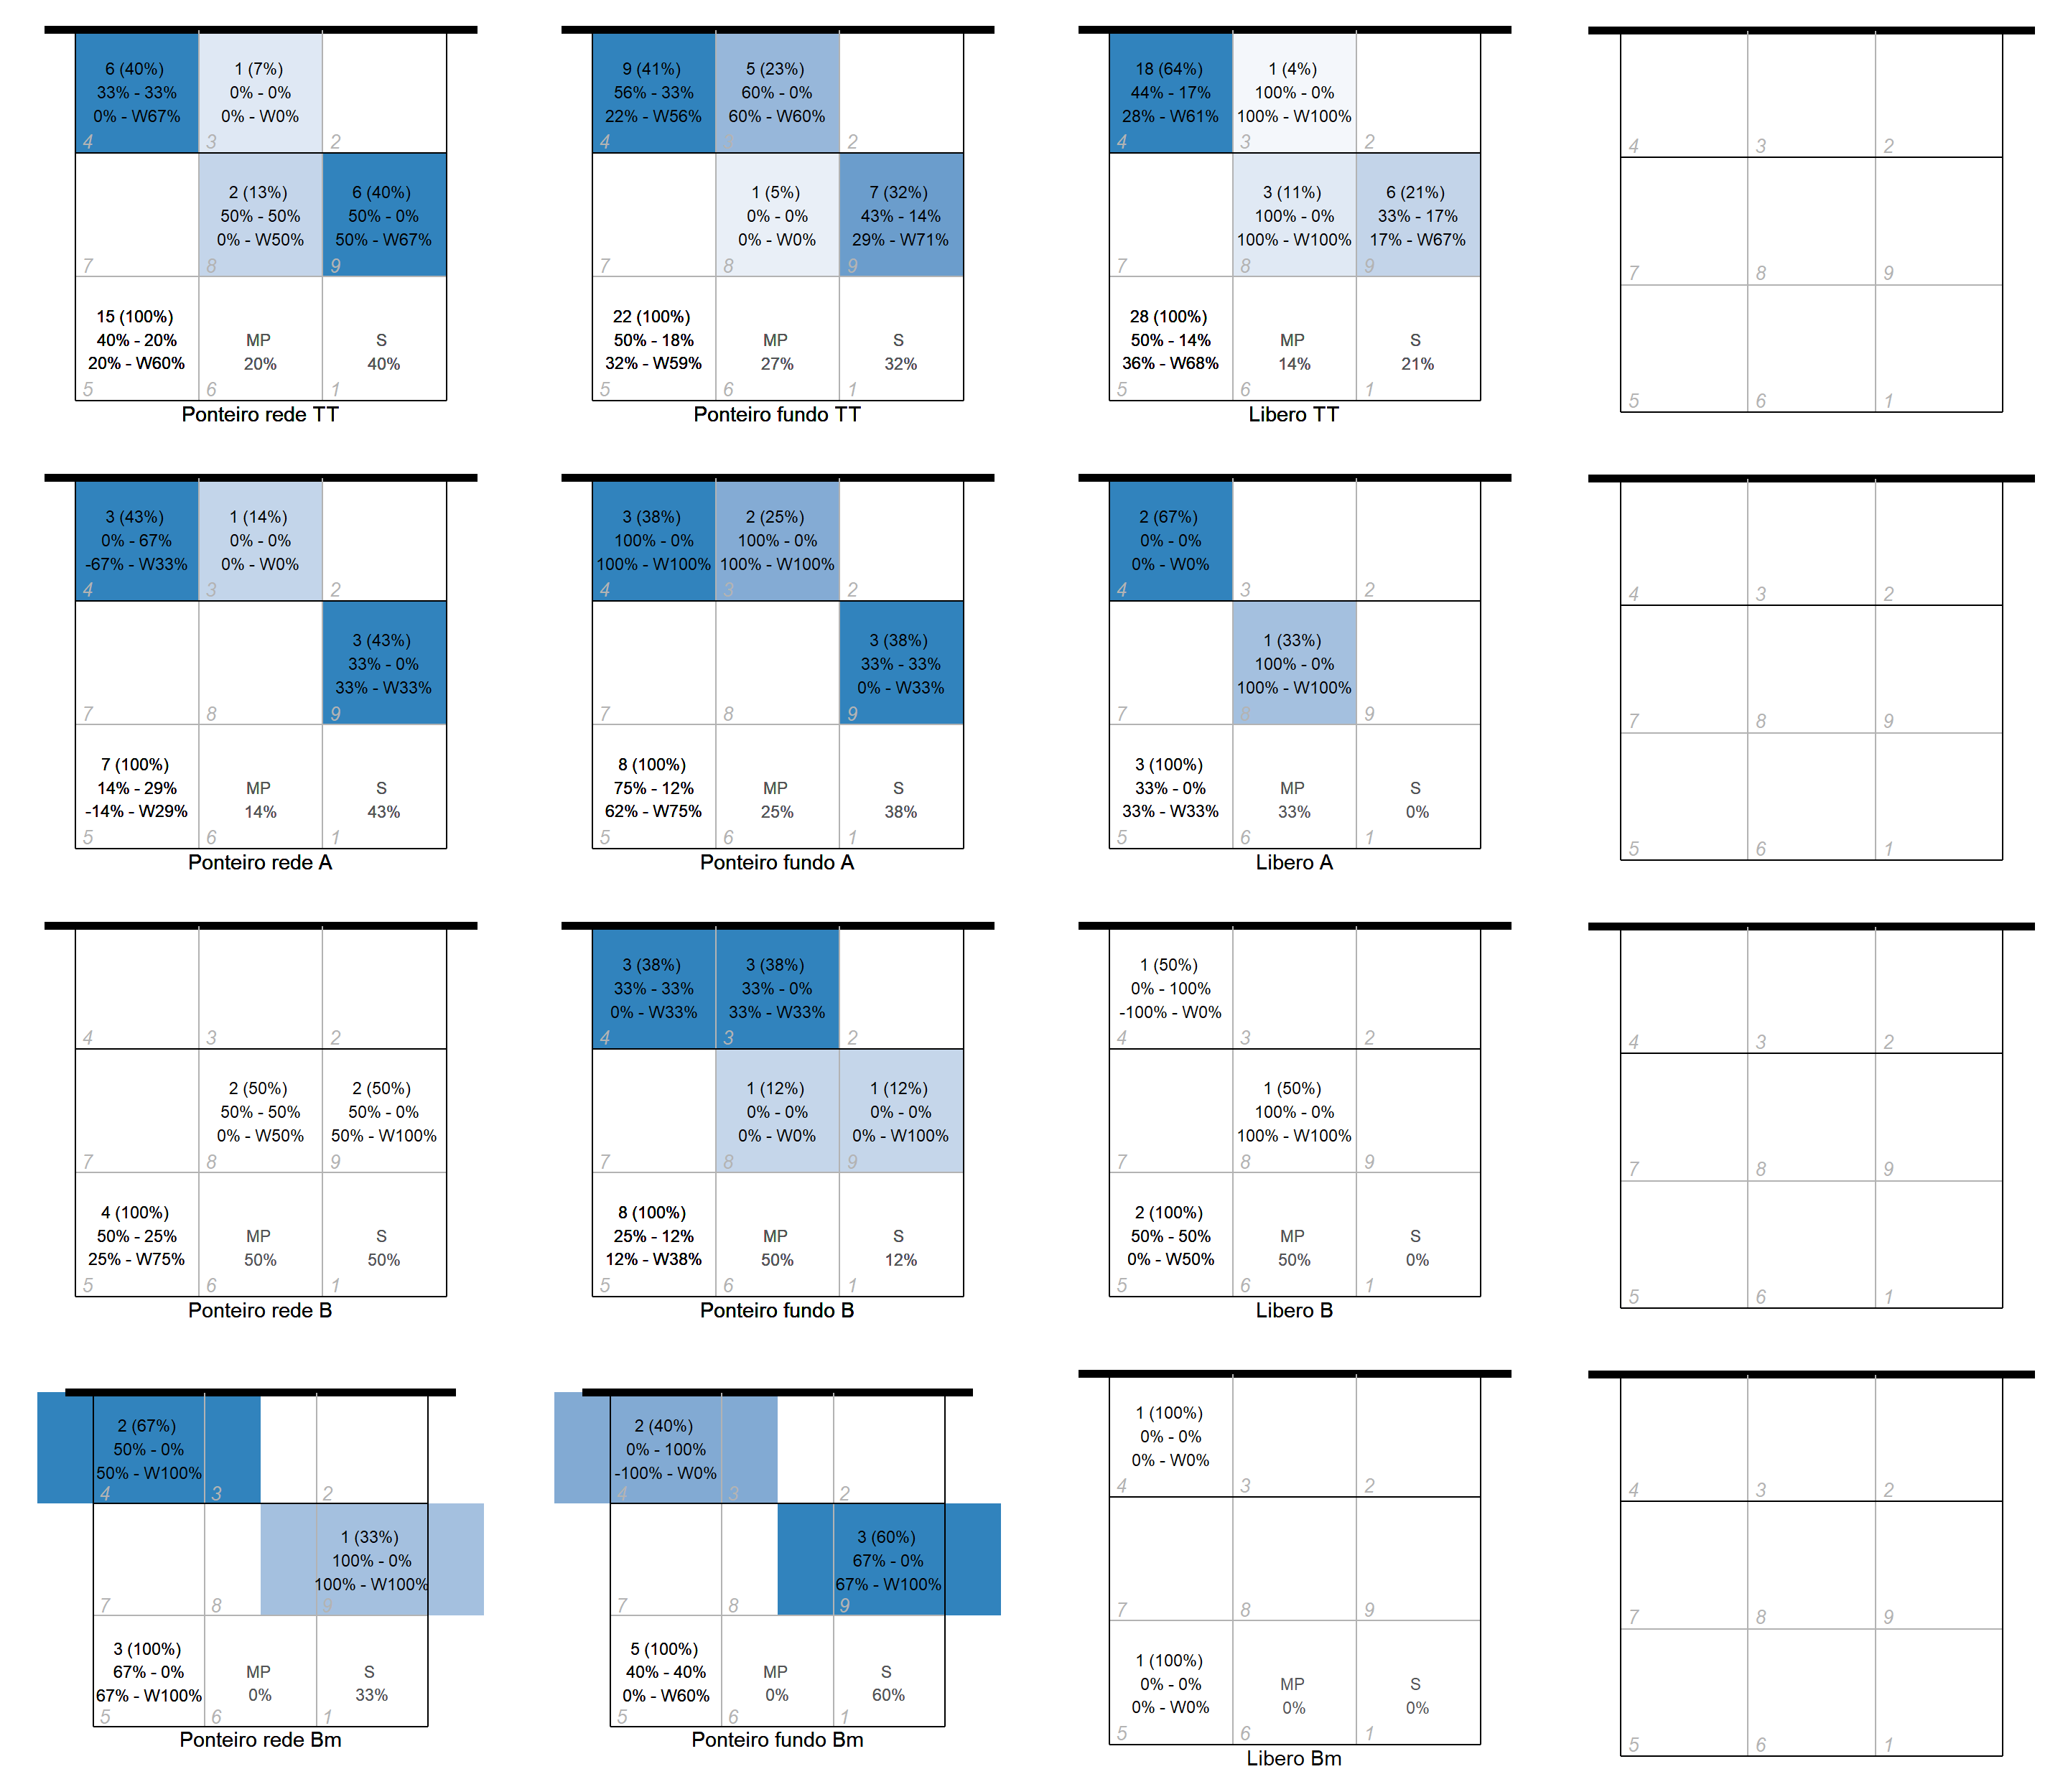 6 (40%)
33% - 33%
0% - W67%
4
1 (7%)
0% - 0%
0% - W0%
3
2
7
2 (13%)
50% - 50%
0% - W50%
8
6 (40%)
50% - 0%
50% - W67%
9
15 (100%)
40% - 20%
20% - W60%
5
MP
20%
6
S
40%
1
Ponteiro rede TT
9 (41%)
56% - 33%
22% - W56%
4
5 (23%)
60% - 0%
60% - W60%
2
7
1 (5%)
0% - 0%
0% - W0%
8
7 (32%)
43% - 14%
29% - W71%
9
22 (100%)
50% - 18%
32% - W59%
5
MP
27%
6
S
32%
1
Ponteiro fundo TT
18 (64%)
44% - 17%
28% - W61%
4
1 (4%)
100% - 0%
100% - W100%
3
2
7
3 (11%)
100% - 0%
100% - W100%
8
6 (21%)
33% - 17%
17% - W67%
9
28 (100%)
50% - 14%
36% - W68%
5
MP
14%
6
S
21%
1
Libero TT
4
3
2
7
8
9
5
6
1
3 (43%)
0% - 67%
-67% - W33%
4
1 (14%)
0% - 0%
0% - W0%
3
2
7
8
3 (43%)
33% - 0%
33% - W33%
9
7 (100%)
14% - 29%
-14% - W29%
5
MP
14%
6
S
43%
1
Ponteiro rede A
3 (38%)
100% - 0%
100% - W100%
4
2 (25%)
100% - 0%
100% - W100%
3
2
7
8
3 (38%)
33% - 33%
0% - W33%
9
8 (100%)
75% - 12%
62% - W75%
5
MP
25%
6
S
38%
1
Ponteiro fundo A
2 (67%)
0% - 0%
0% - W0%
4
3
2
7
1 (33%)
100% - 0%
100% - W100%
8
9
3 (100%)
33% - 0%
33% - W33%
5
MP
33%
6
S
0%
1
Libero A
4
3
2
7
8
9
5
6
1
4
3
2
7
2 (50%)
50% - 50%
0% - W50%
8
2 (50%)
50% - 0%
50% - W100%
9
4 (100%)
50% - 25%
25% - W75%
5
MP
50%
6
S
50%
1
Ponteiro rede B
3 (38%)
33% - 33%
0% - W33%
4
3 (38%)
33% - 0%
33% - W33%
3
2
7
1 (12%)
0% - 0%
0% - W0%
8
1 (12%)
0% - 0%
0% - W100%
9
8 (100%)
25% - 12%
12% - W38%
5
MP
50%
6
S
12%
1
Ponteiro fundo B
1 (50%)
0% - 100%
-100% - W0%
4
3
2
7
1 (50%)
100% - 0%
100% - W100%
8
9
2 (100%)
50% - 50%
0% - W50%
5
MP
50%
6
S
0%
1
Libero B
4
3
2
7
8
9
5
6
1
2 (67%)
50% - 0%
50% - W100%
4
3
2
7
8
1 (33%)
100% - 0%
100% - W100%
9
3 (100%)
67% - 0%
67% - W100%
5
MP
0%
6
S
33%
1
Ponteiro rede Bm
2 (40%)
0% - 100%
-100% - W0%
4
3
2
7
8
3 (60%)
67% - 0%
67% - W100%
9
5 (100%)
40% - 40%
0% - W60%
5
MP
0%
6
S
60%
1
Ponteiro fundo Bm
1 (100%)
0% - 0%
0% - W0%
4
3
2
7
8
9
1 (100%)
0% - 0%
0% - W0%
5
MP
0%
6
S
0%
1
Libero Bm
4
3
2
7
8
9
5
6
1